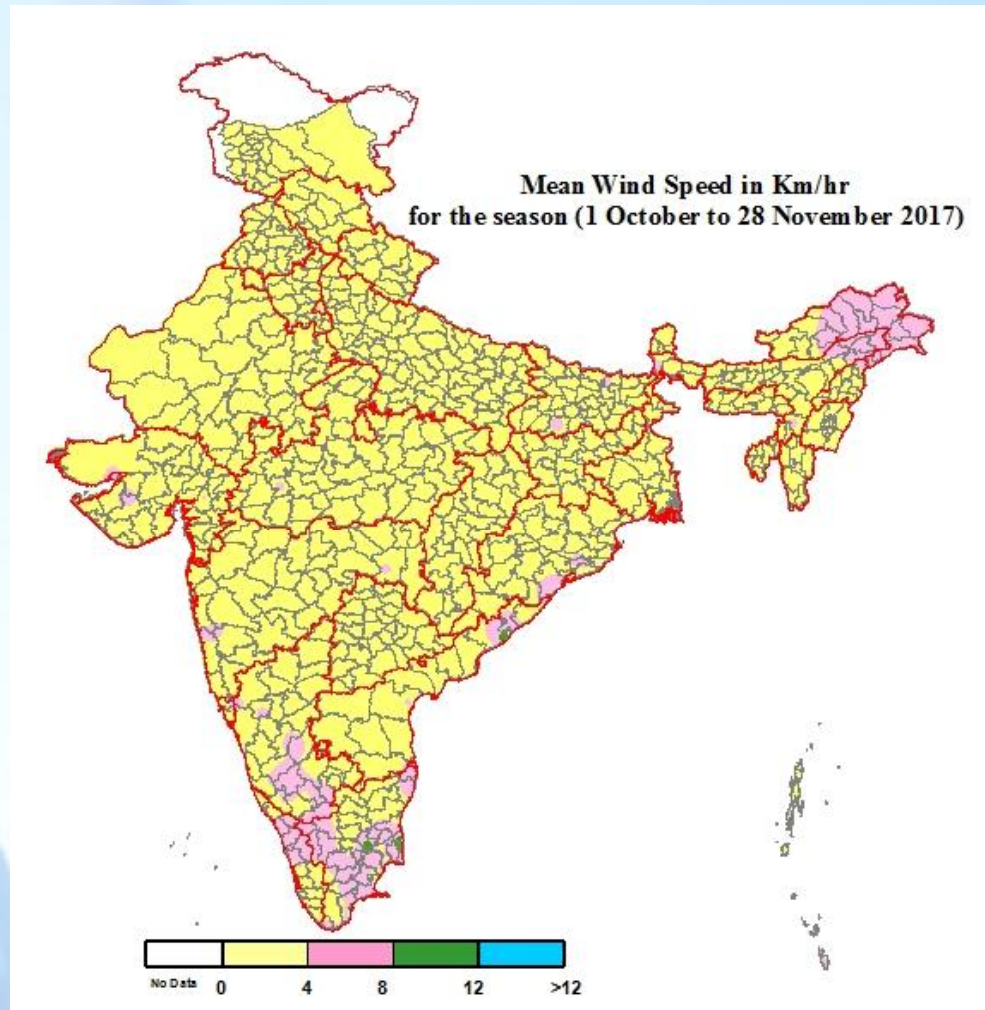 Mean Wind Speed in Km/hr
for the season (1 October to 28 November 2017)
No Data 0 4 8 12 >12